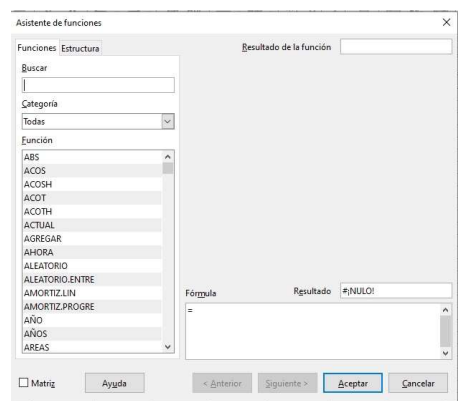 Asistente de funciones
Funciones Estructura
Resultado de la función
Buscar
Categoría
Todas
Función
ABS
ACOS
ACOSH
ACOT
ACOTH
ACTUAL
AGREGAR
AHORA
ALEATORIO
ALEATORIO.ENTRE
AMORTIZ.LIN
AMORTIZ.PROGRE
AÑO
AÑOS
AREAS
Fórmula
Resultado #¡NULO!
=
Matriz
Ayuda
< Anterior
Siguiente >
Aceptar
Cancelar